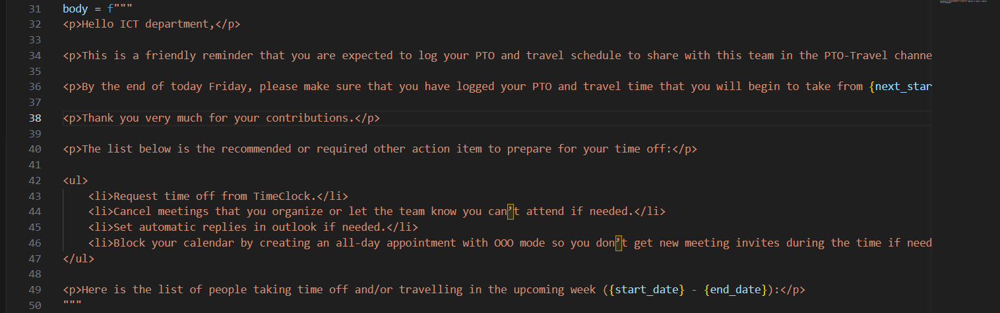 31 body = f"""
32 <p>Hello ICT department,</p>
33
34 <p>This is a friendly reminder that you are expected to log your PTO and travel schedule to share with this team in the PTO-Travel channe
35
36 <p>By the end of today Friday, please make sure that you have logged your PTO and travel time that you will begin to take from {next_star
37
38 <p>Thank you very much for your contributions.</p>
39
40 <p>The list below is the recommended or required other action item to prepare for your time off:</p>
41
42 <ul>
43     <li>Request time off from TimeClock.</li>
44     <li>Cancel meetings that you organize or let the team know you can’t attend if needed.</li>
45     <li>Set automatic replies in outlook if needed.</li>
46     <li>Block your calendar by creating an all-day appointment with OOO mode so you don’t get new meeting invites during the time if need
47 </ul>
48
49 <p>Here is the list of people taking time off and/or travelling in the upcoming week ({start_date} - {end_date}):</p>
50 """